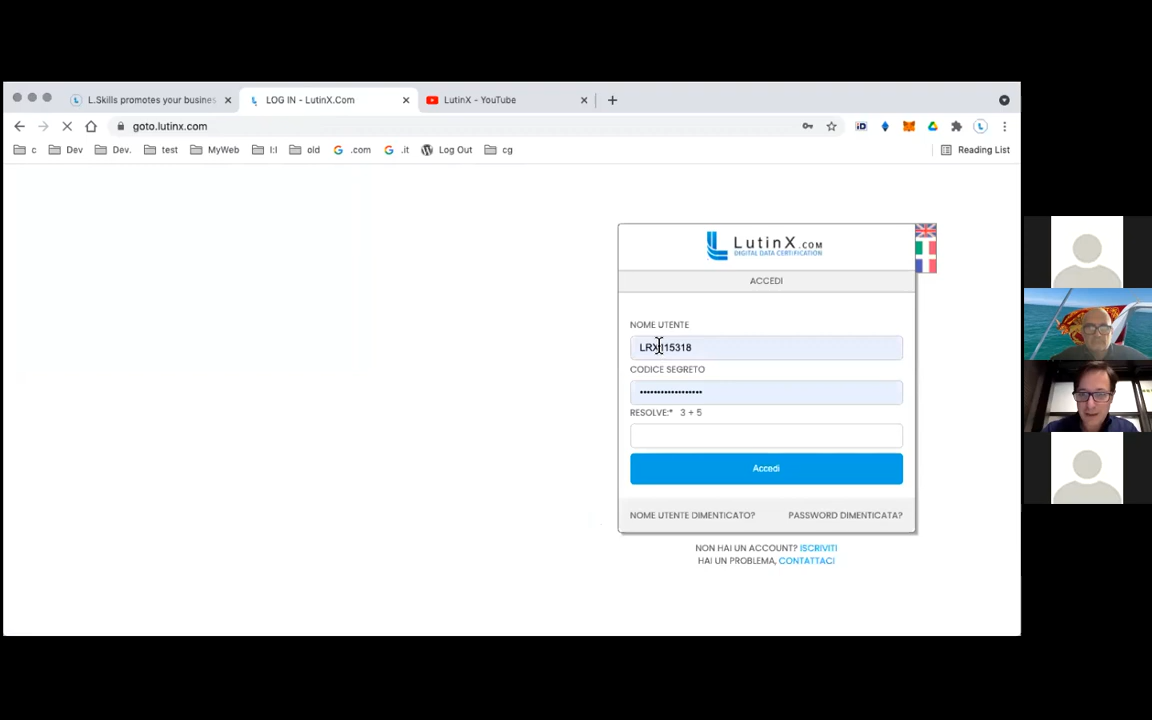 L.Skills promotes your busines
LOG IN - LutinX.Com
LutinX - YouTube
goto.lutinx.com
iD
c
Dev
Dev.
test
MyWeb
I:I
old
.com
.it
Log Out
cg
Reading List
LutinX.COM
DIGITAL DATA CERTIFICATION
ACCEDI
NOME UTENTE
CODICE SEGRETO
RESOLVE:* 3 + 5
Accedi
NOME UTENTE DIMENTICATO? PASSWORD DIMENTICATA?
NON HAI UN ACCOUNT? ISCRIVITI
HAI UN PROBLEMA, CONTATTACI